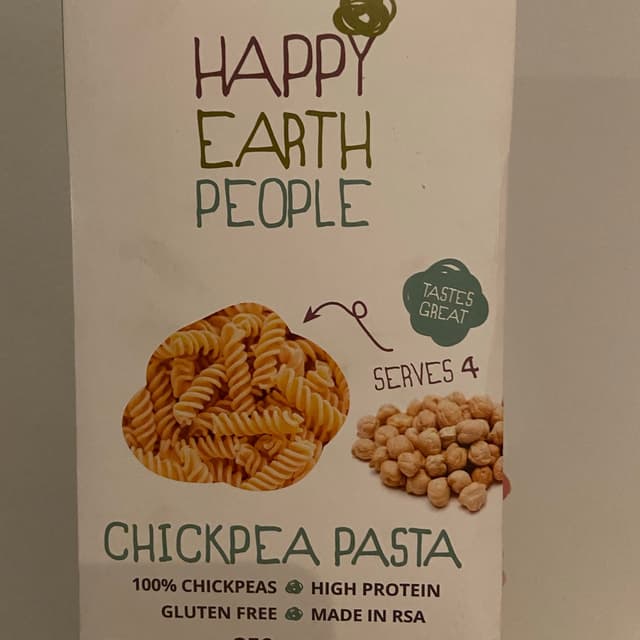 HAPPY
EARTH
PEOPLE
TASTES
GREAT
SERVES 4
CHICKPEA PASTA
100% CHICKPEAS HIGH PROTEIN
GLUTEN FREE MADE IN RSA